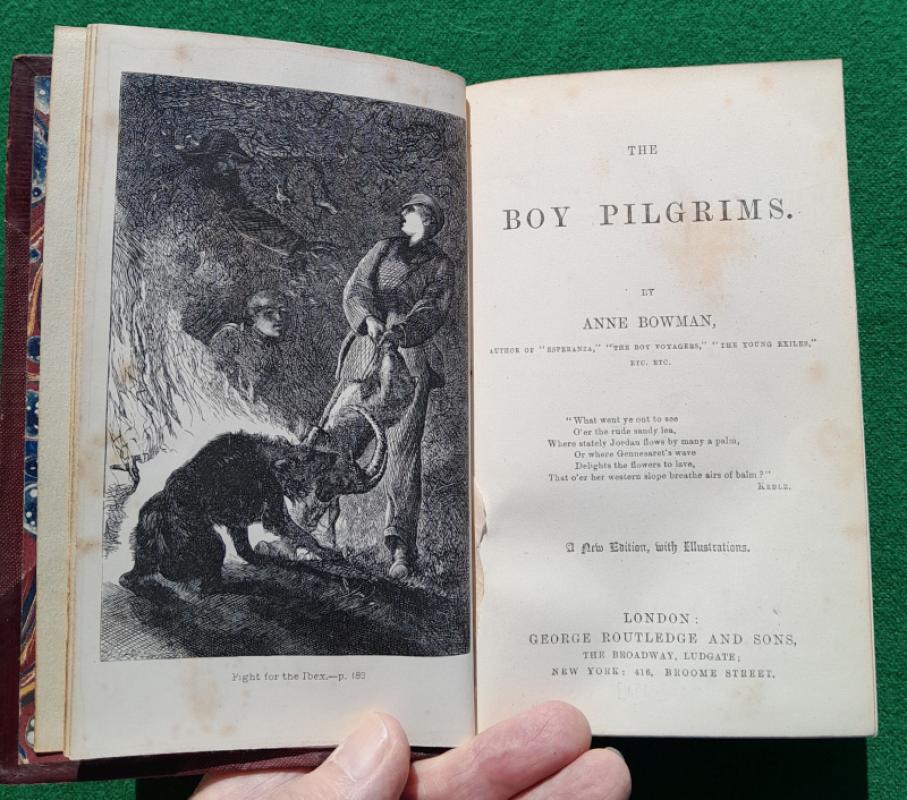 Fight for the Ibex.—p. 182
THE
BOY PILGRIMS.
BY
ANNE BOWMAN,
AUTHOR OF "ESPERANZA," "THE BOY VOYAGERS," "THE YOUNG EXILES,"
ETC. ETC.
"What went ye out to see
O'er the rude sandy lea,
Where stately Jordan flows by many a palm,
Or where Gennesaret's wave
Delights the flowers to lave,
That o'er her western slope breathe airs of balm?"
KEBLE.
A New Edition, with Illustrations.
LONDON:
GEORGE ROUTLEDGE AND SONS,
THE BROADWAY, LUDGATE;
NEW YORK: 416, BROOME STREET.